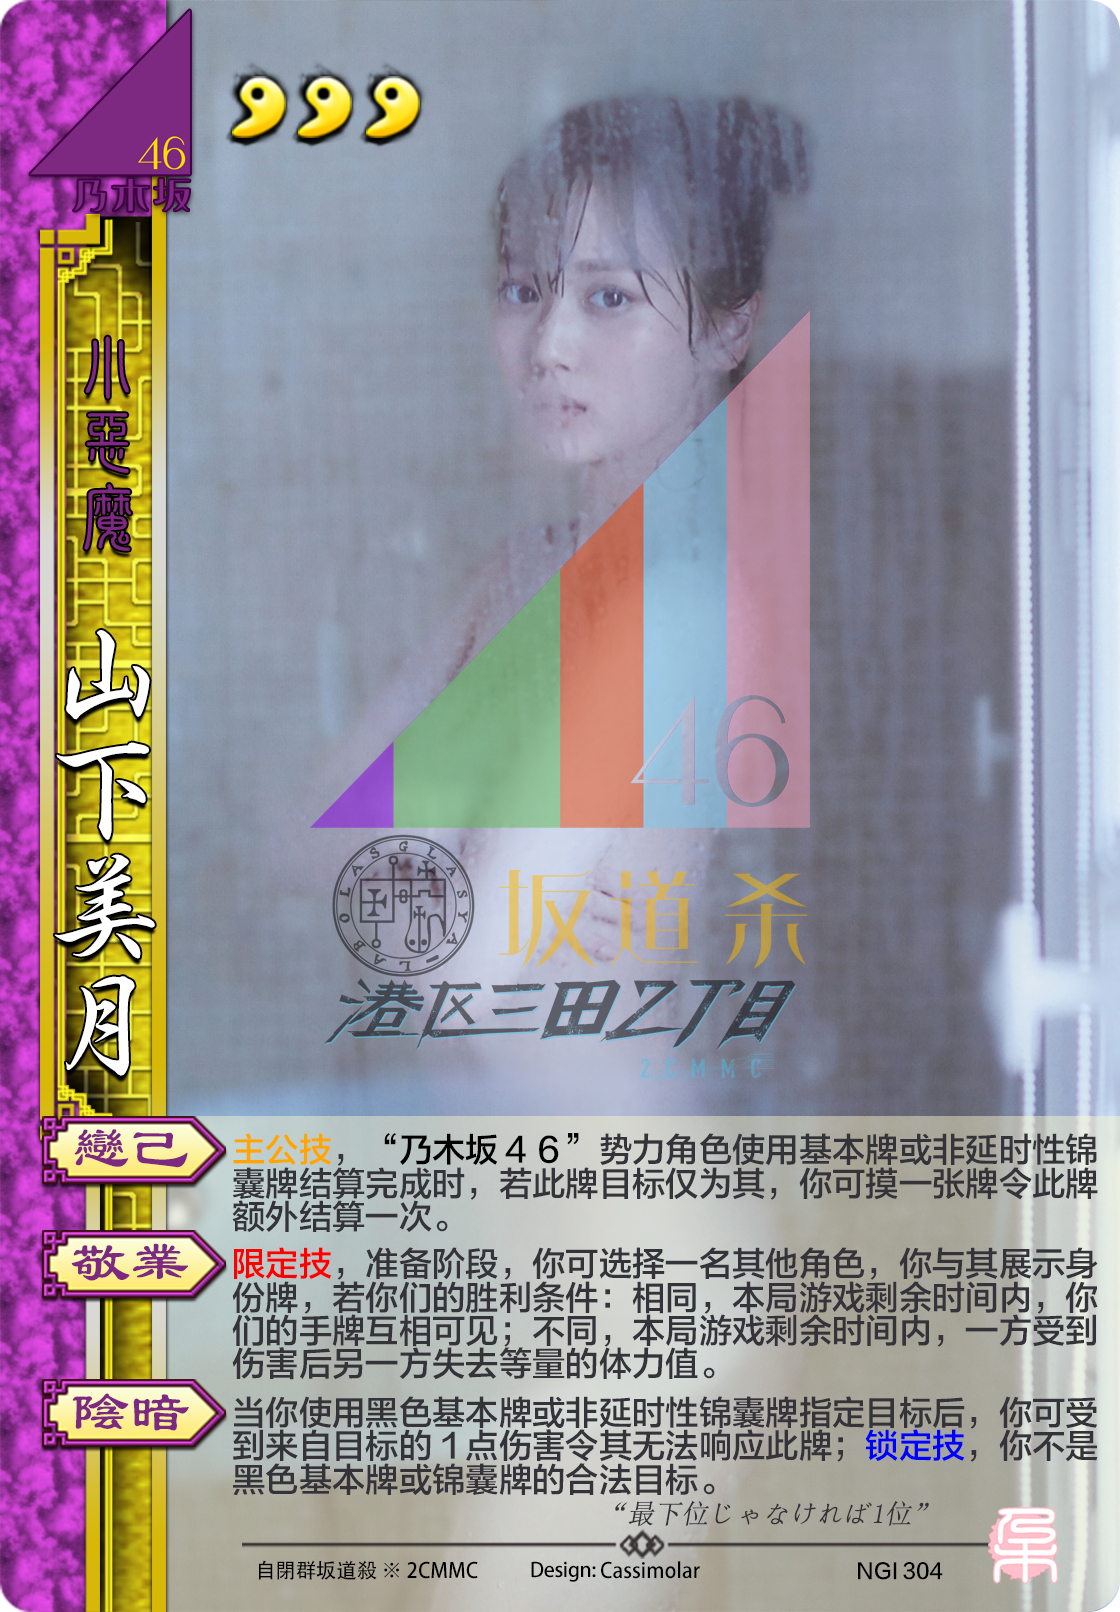 46
乃木坂
小惡魔
山下美月
46
GLASYA-LABOLAS
坂道杀
港区三田2丁目
2CMMC
戀己
主公技，“乃木坂４６”势力角色使用基本牌或非延时性锦
囊牌结算完成时，若此牌目标仅为其，你可摸一张牌令此牌
额外结算一次。
敬業
限定技，准备阶段，你可选择一名其他角色，你与其展示身
份牌，若你们的胜利条件：相同，本局游戏剩余时间内，你
们的手牌互相可见；不同，本局游戏剩余时间内，一方受到
伤害后另一方失去等量的体力值。
陰暗
当你使用黑色基本牌或非延时性锦囊牌指定目标后，你可受
到来自目标的１点伤害令其无法响应此牌；锁定技，你不是
黑色基本牌或锦囊牌的合法目标。
“最下位じゃなければ1位”
自閉群坂道殺 ※ 2CMMC
Design: Cassimolar
NGI 304